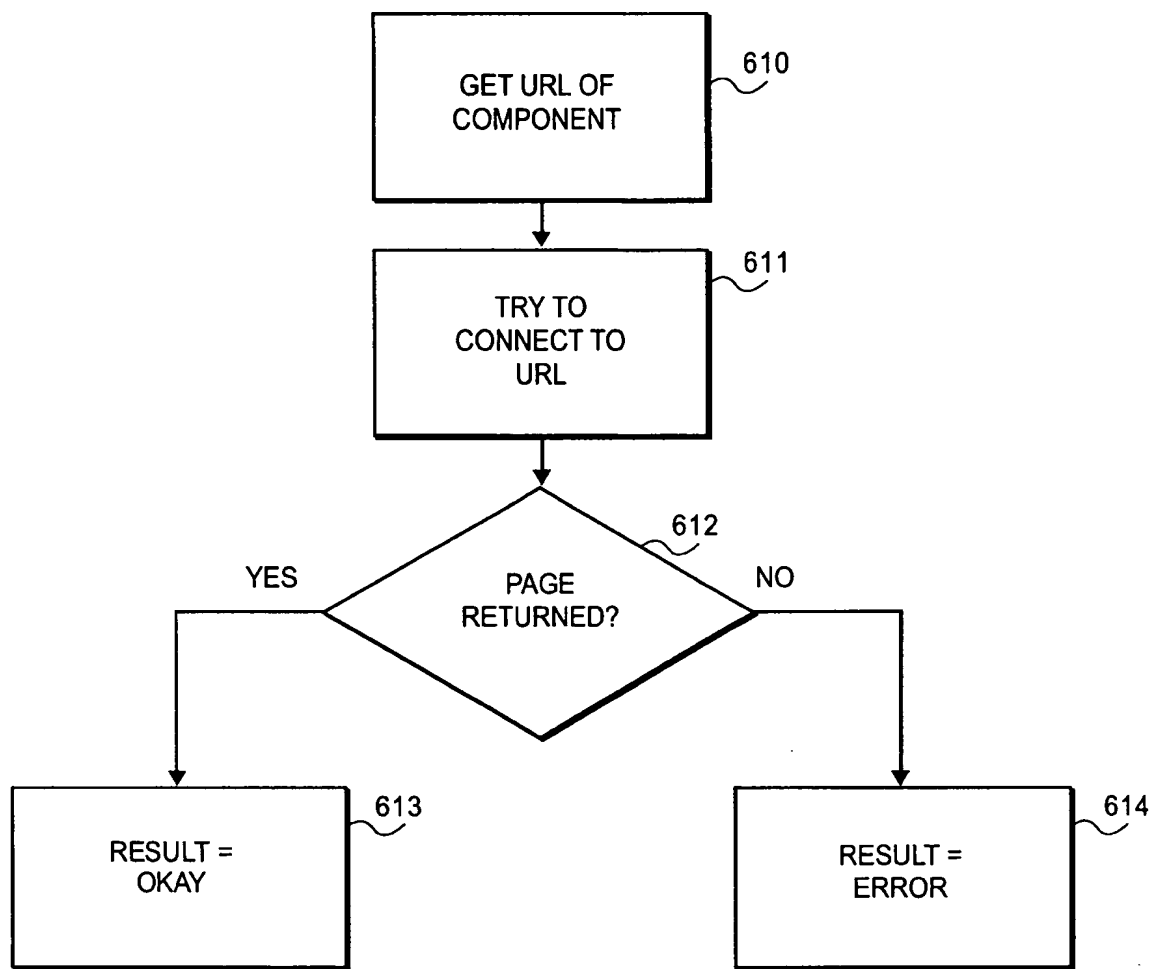 GET URL OF
COMPONENT
610
TRY TO
CONNECT TO
URL
611
PAGE
RETURNED?
612
YES
NO
RESULT =
OKAY
613
RESULT =
ERROR
614